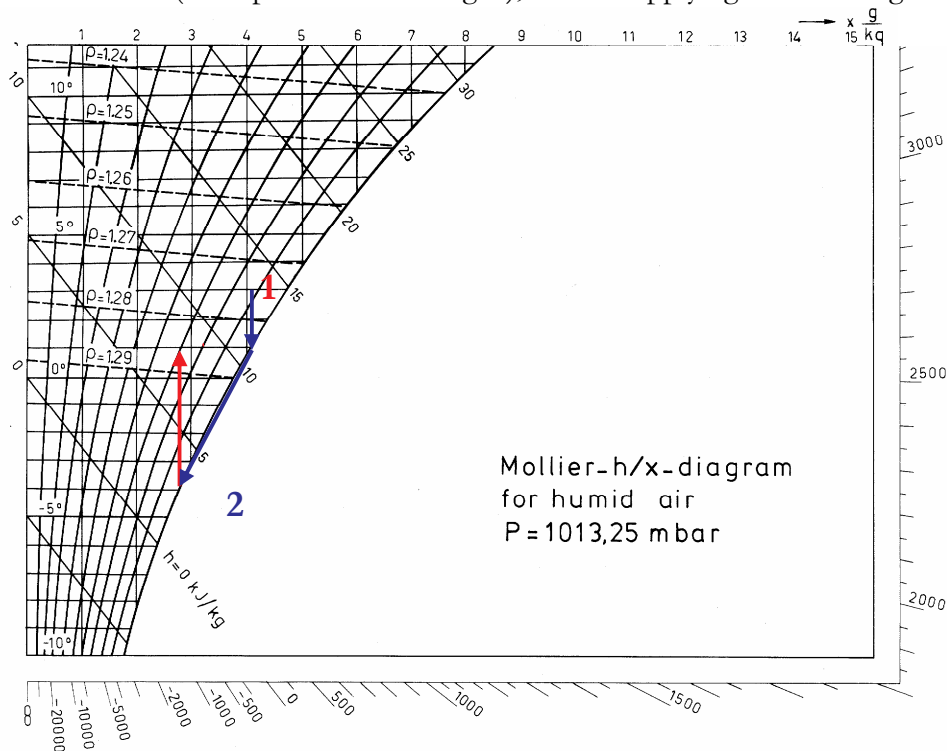 (
), 
x g/kq
1 2 3 4 5 6 7 8 9 10 11 12 13 14 15
ρ=1.24
10
10°
30
ρ=1.25
3000
25
ρ=1.26
5
5°
20
ρ=1.27
1
15
ρ=1.28
ρ=1.29
0
0°
10
2500
5
Mollier-h/x-diagram
2
for humid air
-5°
P=1013,25 mbar
h=0 kJ/kg
2000
-10°
8
-20000
-10000
-5000
-2000
-1000
-500
0
500
1000
1500